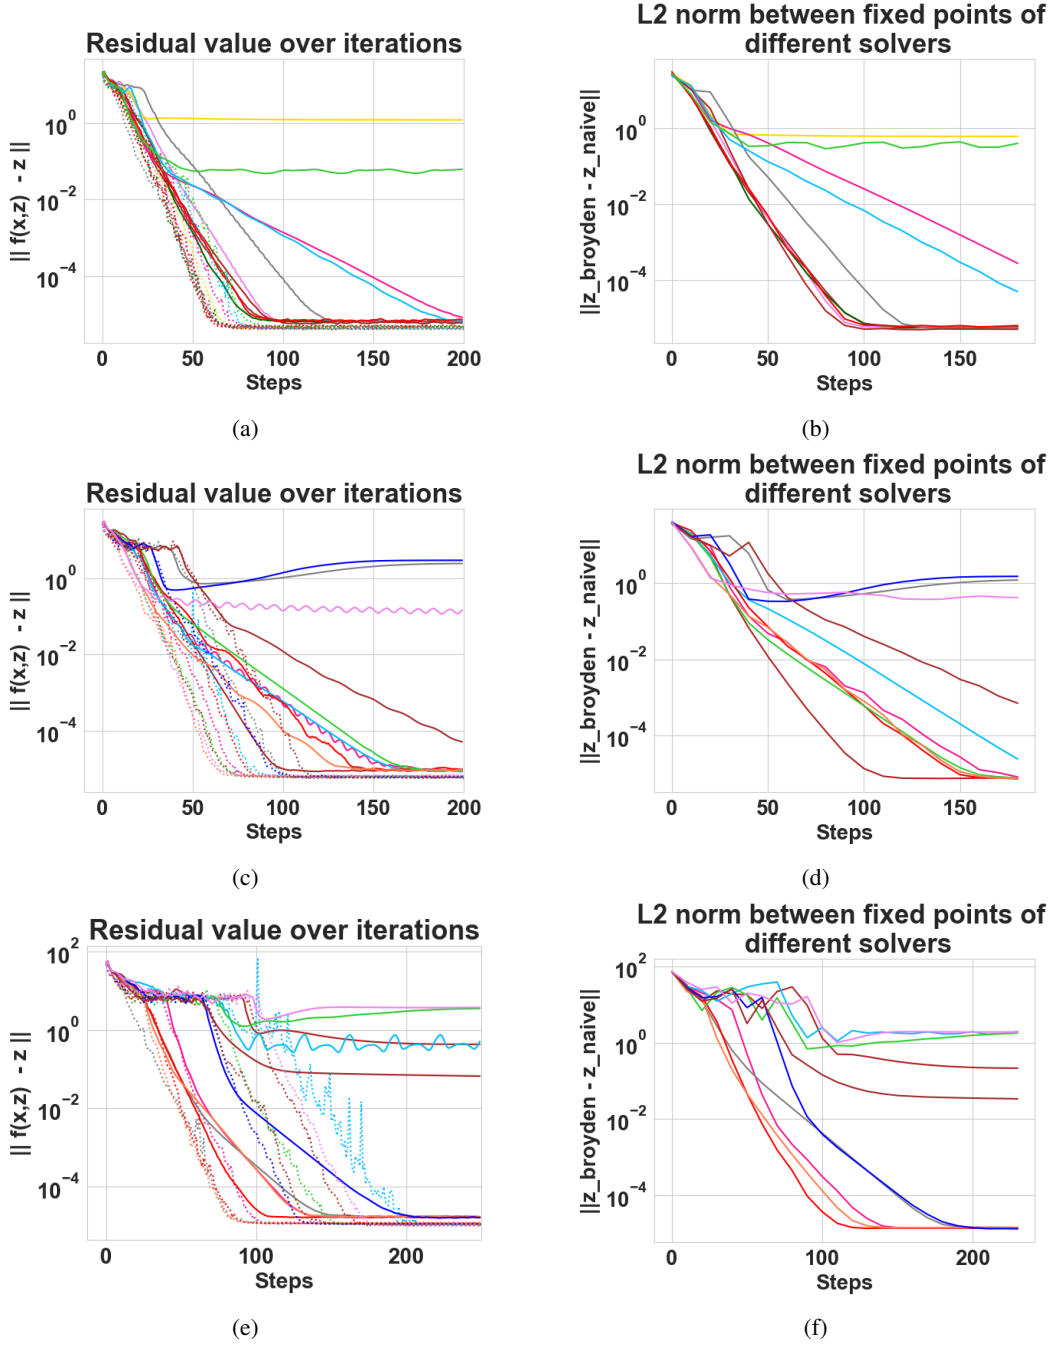 Residual value over iterations
|| f(x,z) - z ||
10^0
10^-2
10^-4
0 50 100 150 200
Steps
(a)
L2 norm between fixed points of
different solvers
||z_broyden - z_naive||
10^0
10^-2
10^-4
0 50 100 150
Steps
(b)
Residual value over iterations
|| f(x,z) - z ||
10^0
10^-2
10^-4
0 50 100 150 200
Steps
(c)
L2 norm between fixed points of
different solvers
||z_broyden - z_naive||
10^0
10^-2
10^-4
0 50 100 150
Steps
(d)
Residual value over iterations
|| f(x,z) - z ||
10^2
10^0
10^-2
10^-4
0 100 200
Steps
(e)
L2 norm between fixed points of
different solvers
||z_broyden - z_naive||
10^2
10^0
10^-2
10^-4
0 100 200
Steps
(f)